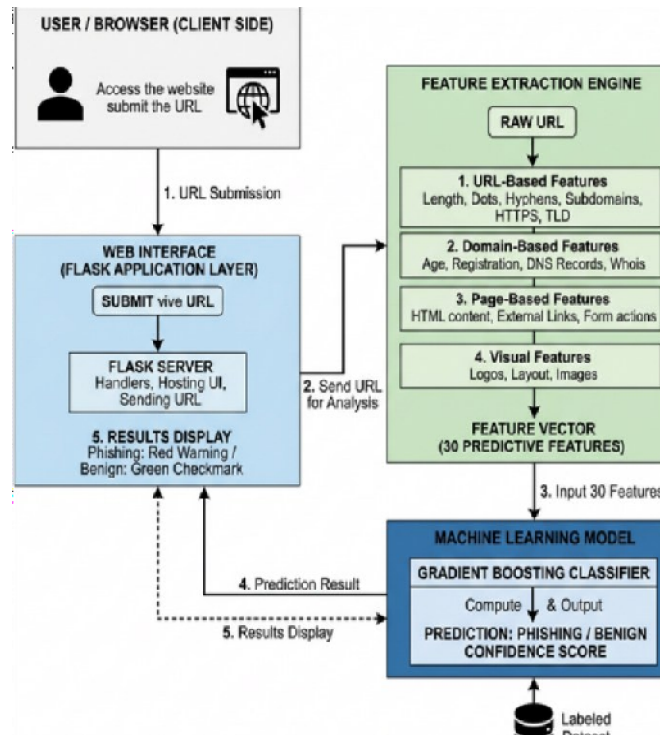 USER / BROWSER (CLIENT SIDE)
Access the website
submit the URL
1. URL Submission
WEB INTERFACE
(FLASK APPLICATION LAYER)
SUBMIT vive URL
FLASK SERVER
Handlers, Hosting UI,
Sending URL
5. RESULTS DISPLAY
Phishing: Red Warning /
Benign: Green Checkmark
2. Send URL
for Analysis
FEATURE EXTRACTION ENGINE
RAW URL
1. URL-Based Features
Length, Dots, Hyphens, Subdomains,
HTTPS, TLD
2. Domain-Based Features
Age, Registration, DNS Records, Whois
3. Page-Based Features
HTML content, External Links, Form actions
4. Visual Features
Logos, Layout, Images
FEATURE VECTOR
(30 PREDICTIVE FEATURES)
3. Input 30 Features
MACHINE LEARNING MODEL
GRADIENT BOOSTING CLASSIFIER
Compute & Output
PREDICTION: PHISHING / BENIGN
CONFIDENCE SCORE
4. Prediction Result
5. Results Display
Labeled
Dataset